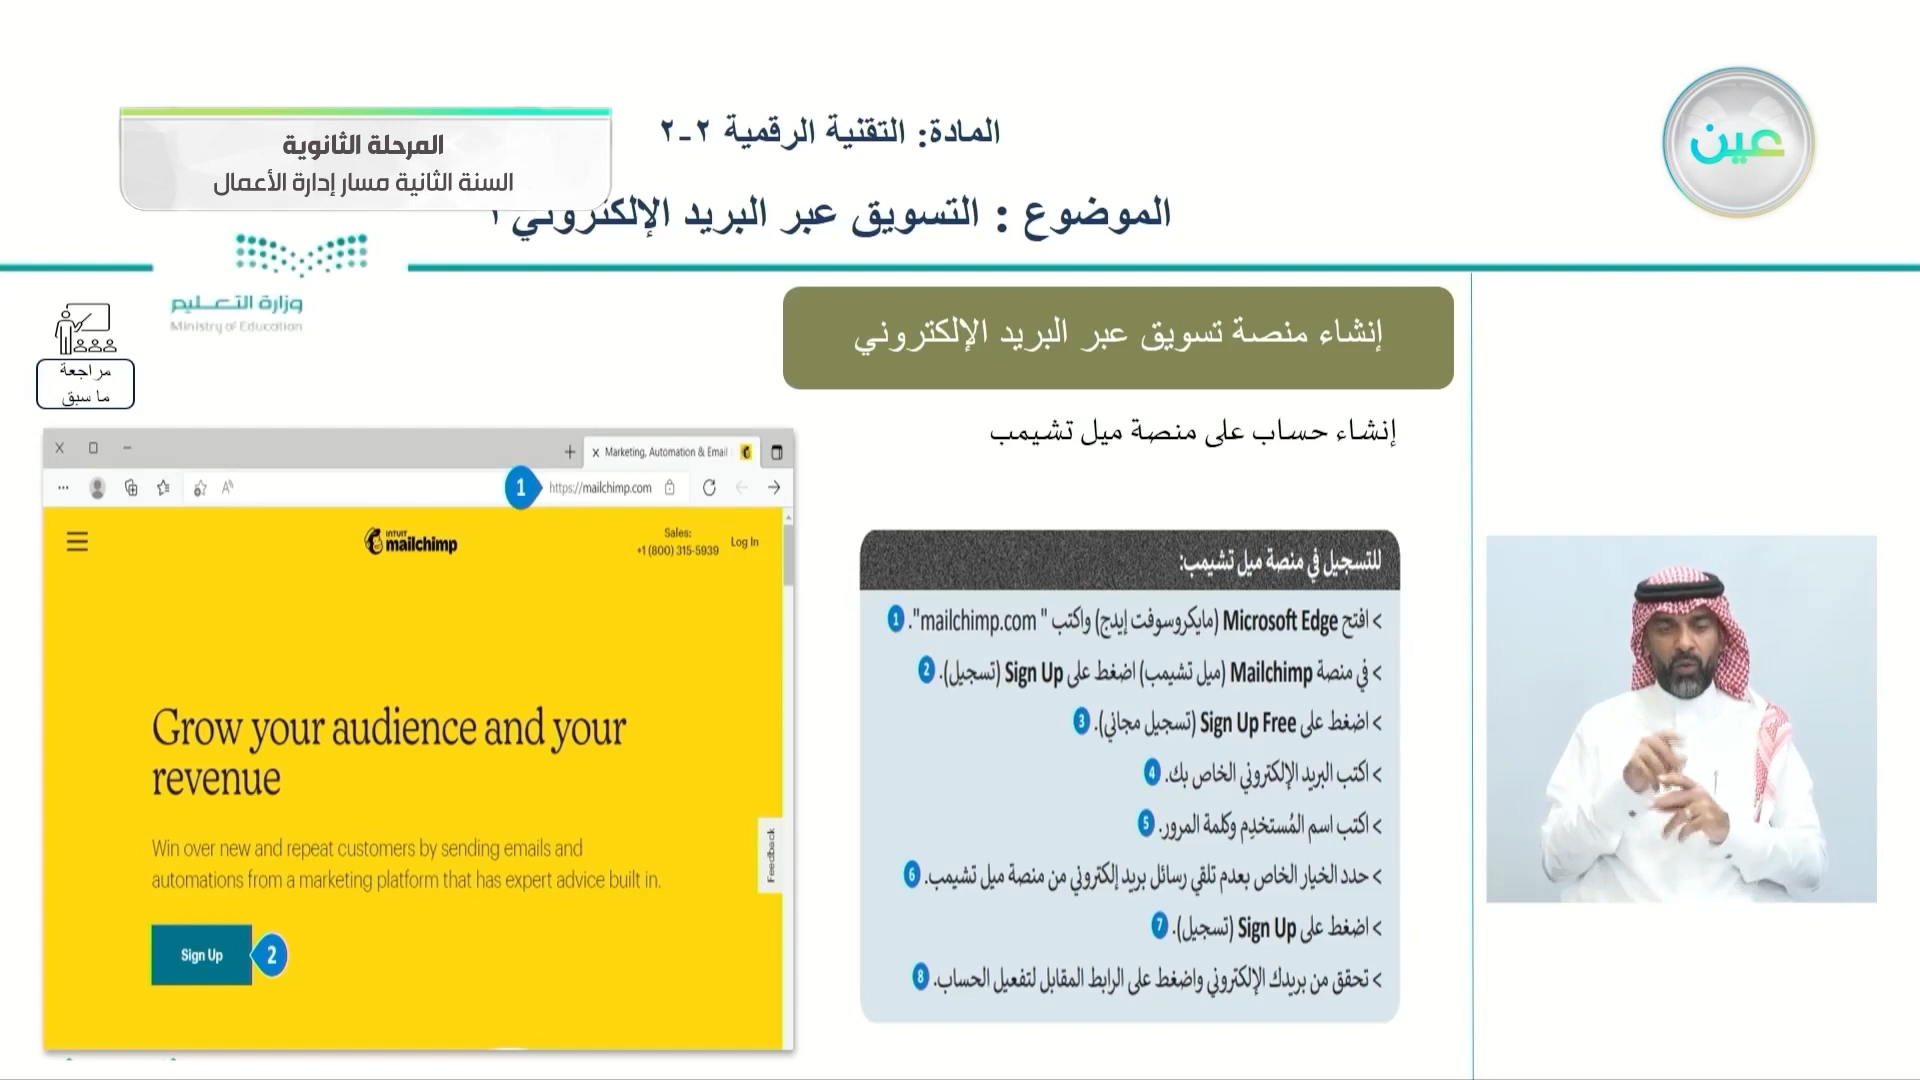 المرحلة الثانوية
السنة الثانية مسار إدارة الأعمال
المادة: التقنية الرقمية ٢-٢
الموضوع : التسويق عبر البريد الإلكتروني ١
عين
وزارة التعليم
Ministry of Education
مراجعة
ما سبق
إنشاء منصة تسويق عبر البريد الإلكتروني
إنشاء حساب على منصة ميل تشيمب
للتسجيل في منصة ميل تشيمب:
> افتح Microsoft Edge (مايكروسوفت إيدج) واكتب " mailchimp.com". 1
> في منصة Mailchimp (ميل تشيمب) اضغط على Sign Up (تسجيل). 2
> اضغط على Sign Up Free (تسجيل مجاني). 3
> اكتب البريد الإلكتروني الخاص بك. 4
> اكتب اسم المُستخدِم وكلمة المرور. 5
> حدد الخيار الخاص بعدم تلقي رسائل بريد إلكتروني من منصة ميل تشيمب. 6
> اضغط على Sign Up (تسجيل). 7
> تحقق من بريدك الإلكتروني واضغط على الرابط المقابل لتفعيل الحساب. 8
Marketing, Automation & Email
1 https://mailchimp.com
INTUIT
mailchimp
Sales:
+1 (800) 315-5939
Log In
Grow your audience and your
revenue
Win over new and repeat customers by sending emails and
automations from a marketing platform that has expert advice built in.
Feedback
Sign Up 2